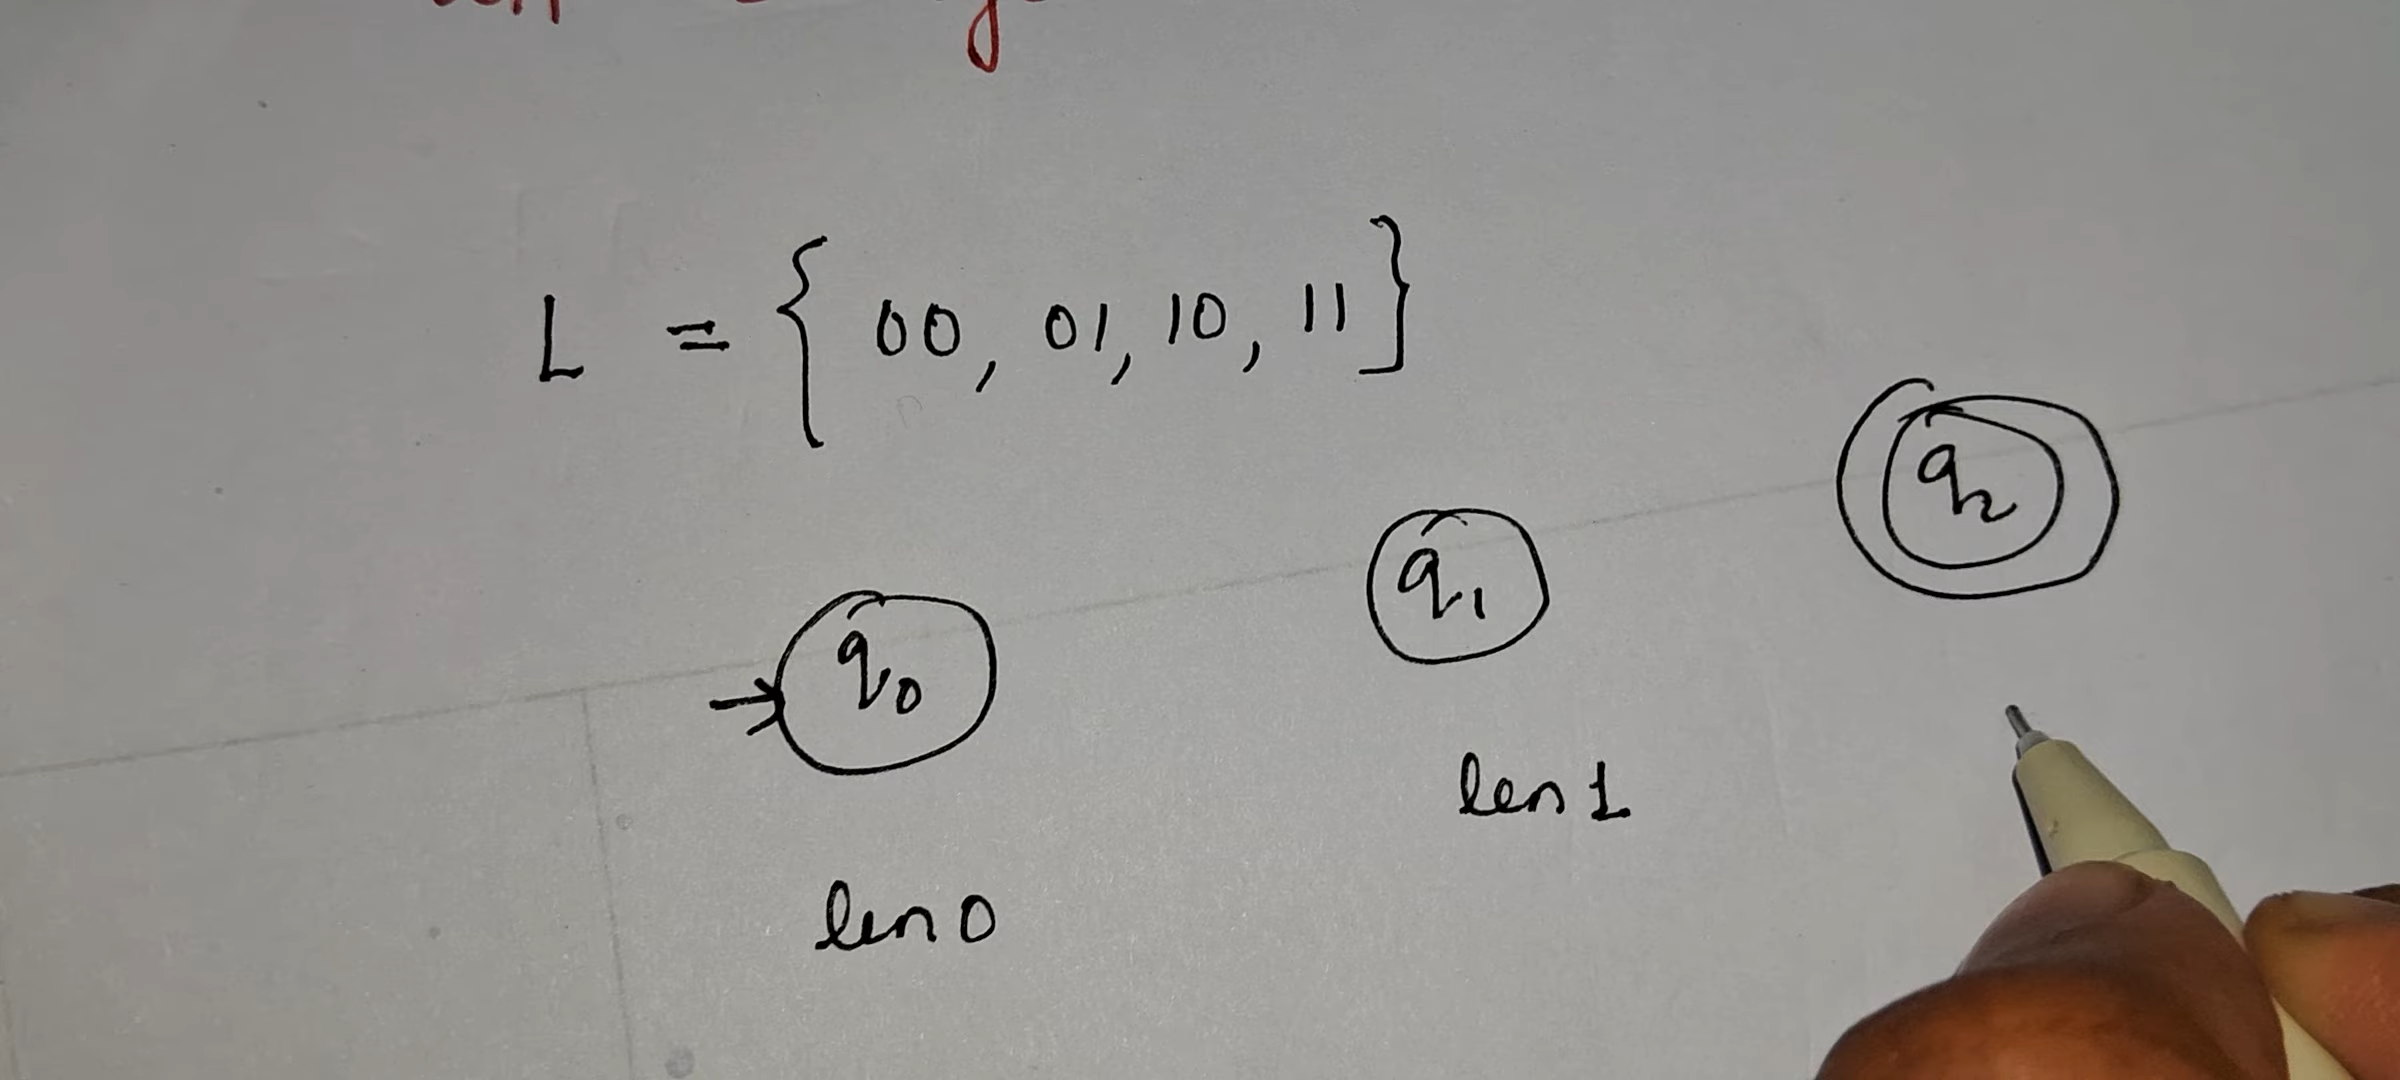 L = { 00, 01, 10, 11 }
q2
q1
q0
len 1
len 0